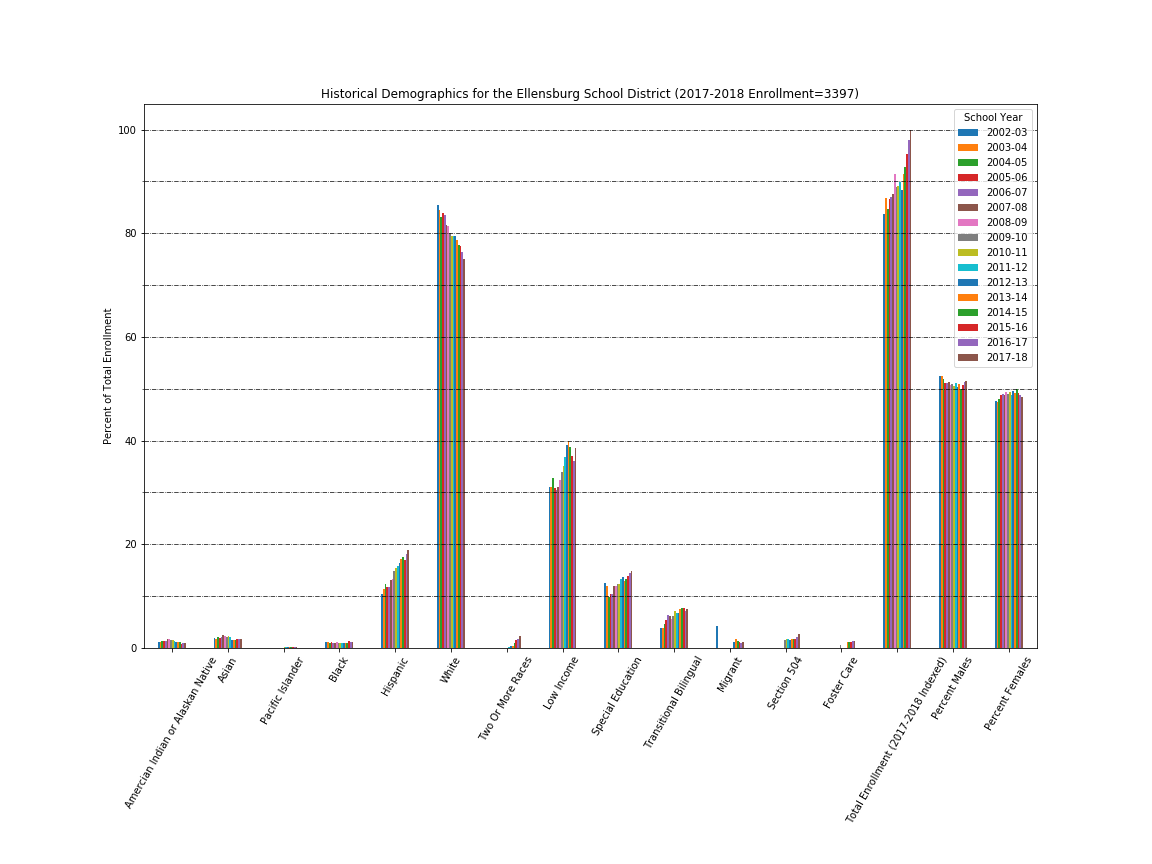 Historical Demographics for the Ellensburg School District (2017-2018 Enrollment=3397)
Percent of Total Enrollment
100
80
60
40
20
0
School Year
2002-03
2003-04
2004-05
2005-06
2006-07
2007-08
2008-09
2009-10
2010-11
2011-12
2012-13
2013-14
2014-15
2015-16
2016-17
2017-18
Amercian Indian or Alaskan Native
Asian
Pacific Islander
Black
Hispanic
White
Two Or More Races
Low Income
Special Education
Transitional Bilingual
Migrant
Section 504
Foster Care
Total Enrollment (2017-2018 Indexed)
Percent Males
Percent Females